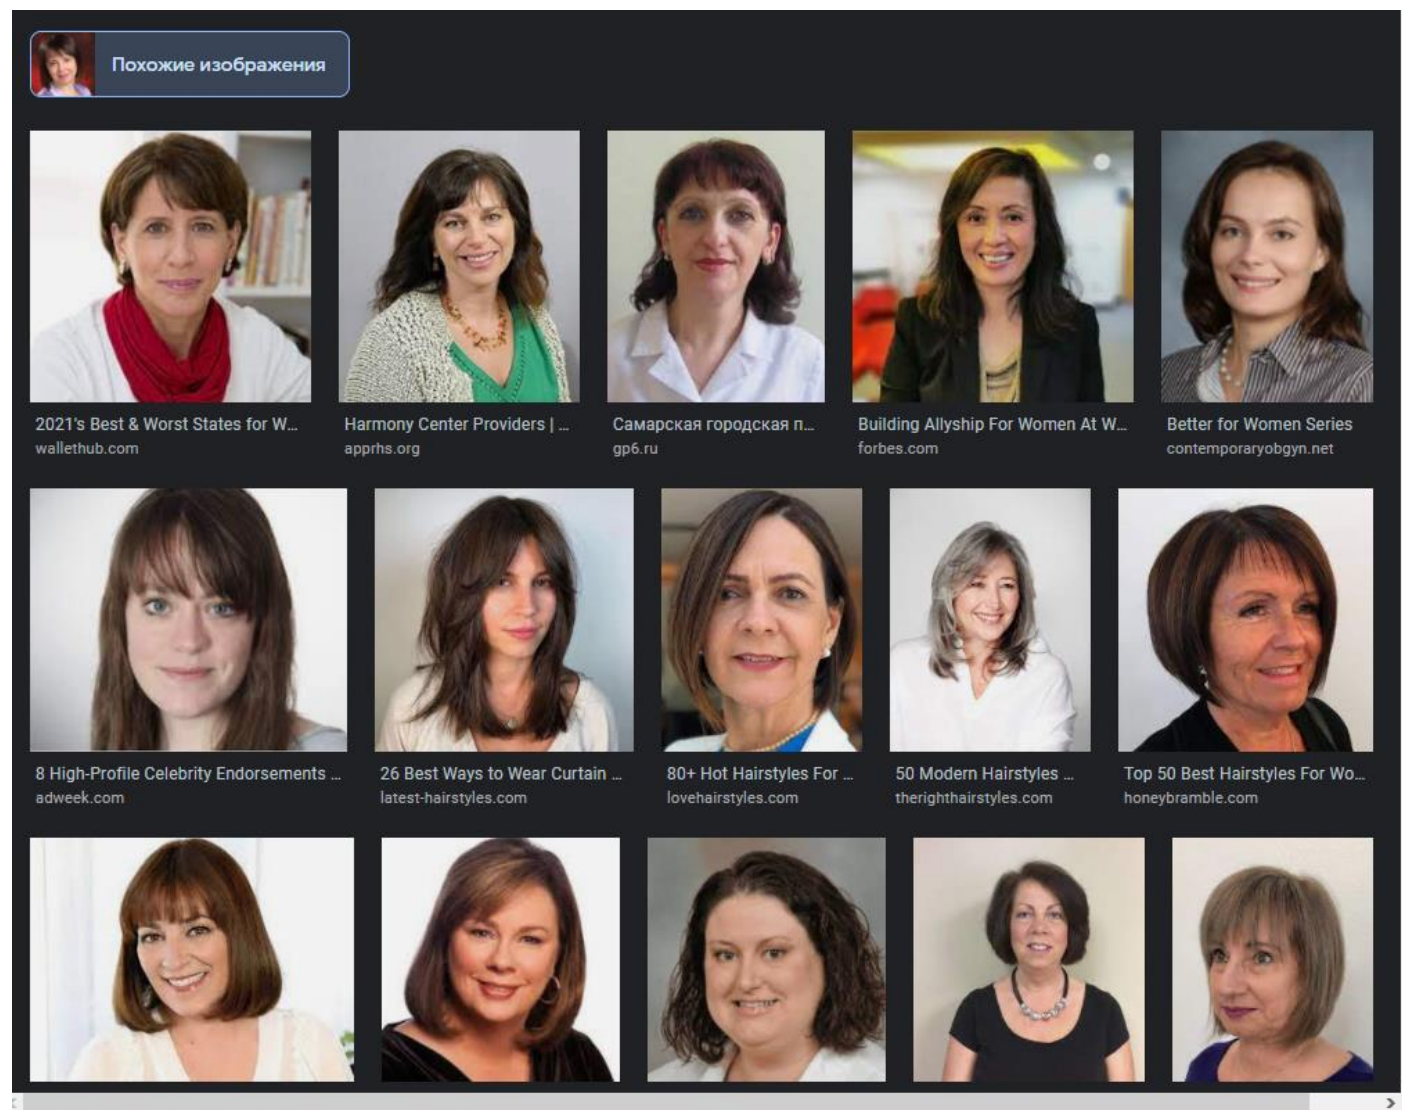 Похожие изображения
2021's Best & Worst States for W...
wallethub.com
Harmony Center Providers | ...
apprhs.org
Самарская городская п...
gp6.ru
Building Allyship For Women At W...
forbes.com
Better for Women Series
contemporaryobgyn.net
8 High-Profile Celebrity Endorsements ...
adweek.com
26 Best Ways to Wear Curtain ...
latest-hairstyles.com
80+ Hot Hairstyles For ...
lovehairstyles.com
50 Modern Hairstyles ...
therighthairstyles.com
Top 50 Best Hairstyles For Wo...
honeybramble.com